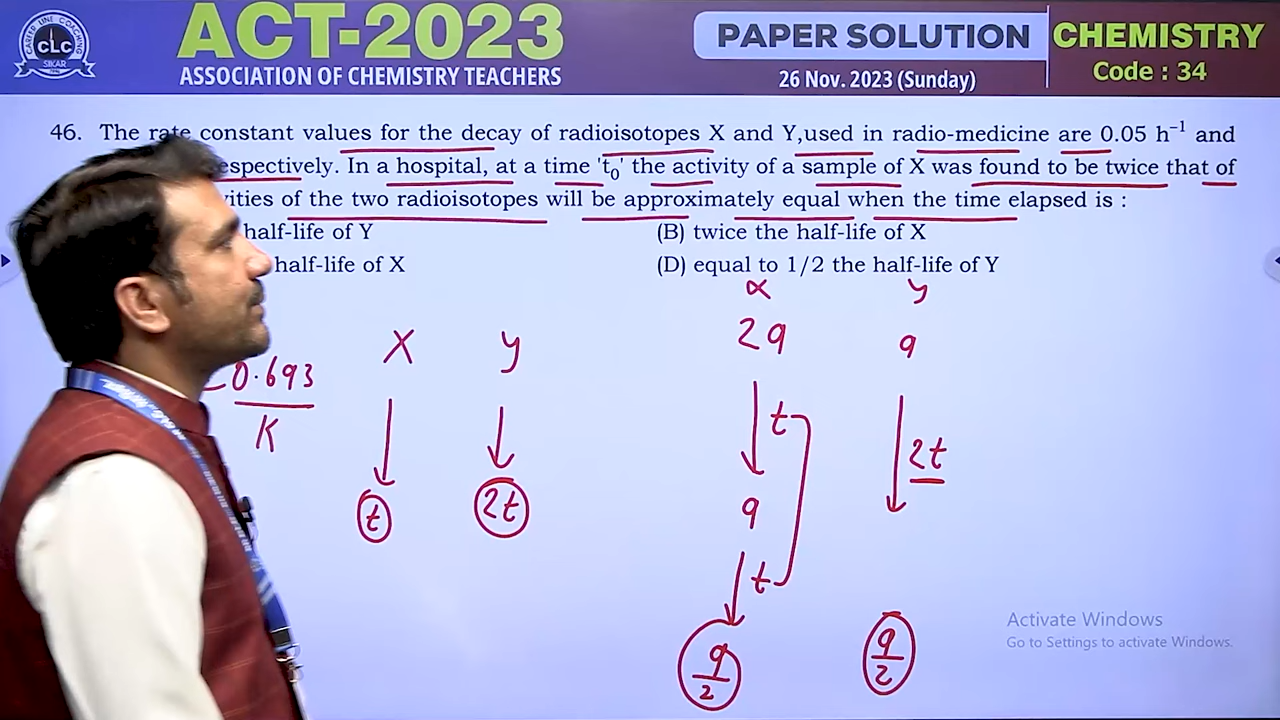 ACT-2023
ASSOCIATION OF CHEMISTRY TEACHERS
CAREER LINE COACHING
CLC
SIKAR
PAPER SOLUTION
26 Nov. 2023 (Sunday)
CHEMISTRY
Code : 34
46. The rate constant values for the decay of radioisotopes X and Y,used in radio-medicine are 0.05 h⁻¹ and
espectively. In a hospital, at a time 't₀' the activity of a sample of X was found to be twice that of
vities of the two radioisotopes will be approximately equal when the time elapsed is :
half-life of Y
(B) twice the half-life of X
half-life of X
(D) equal to 1/2 the half-life of Y
0.693
K
X y
t 2t
x y
2a a
t
2t
a
t
a/2 a/2
Activate Windows
Go to Settings to activate Windows.